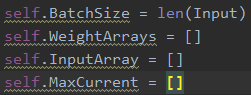 self.BatchSize = len(Input)
self.WeightArrays = []
self.InputArray = []
self.MaxCurrent = []